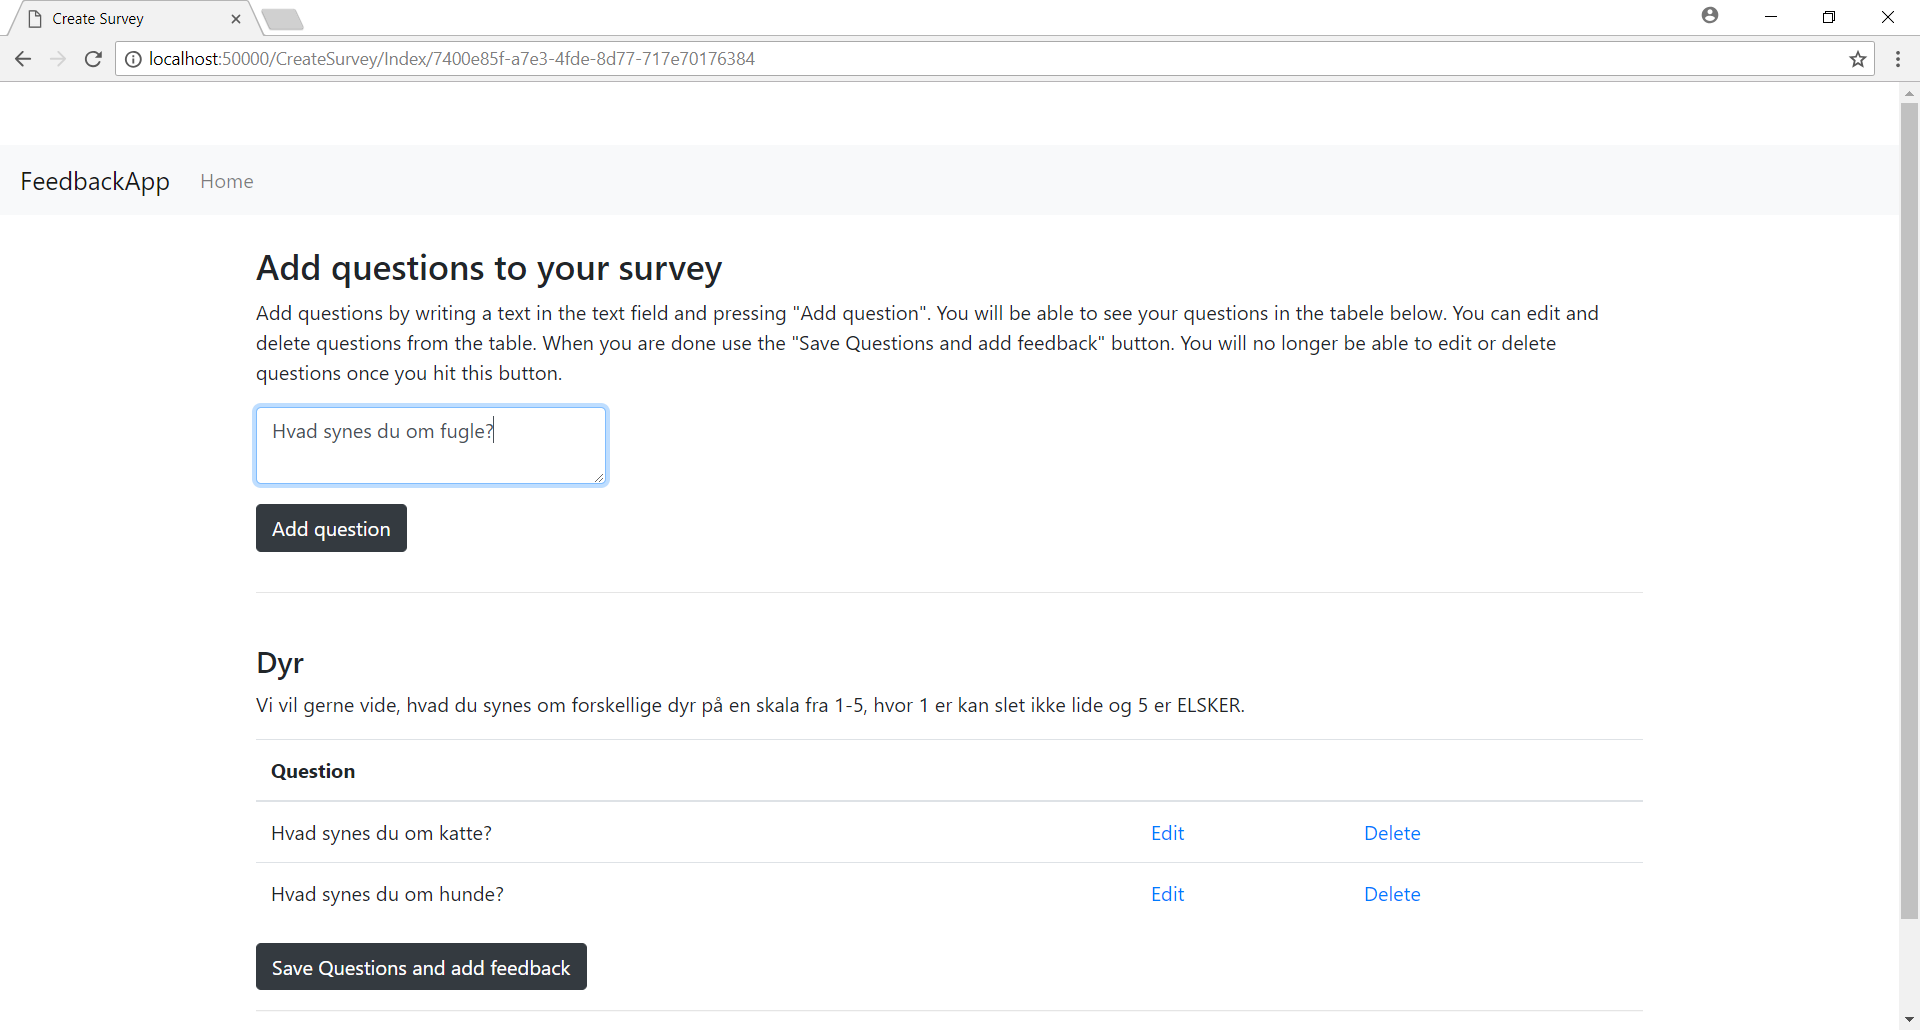 Create Survey
localhost:50000/CreateSurvey/Index/7400e85f-a7e3-4fde-8d77-717e70176384
FeedbackApp Home
Add questions to your survey
Add questions by writing a text in the text field and pressing "Add question". You will be able to see your questions in the tabele below. You can edit and
delete questions from the table. When you are done use the "Save Questions and add feedback" button. You will no longer be able to edit or delete
questions once you hit this button.
Hvad synes du om fugle?
Add question
Dyr
Vi vil gerne vide, hvad du synes om forskellige dyr på en skala fra 1-5, hvor 1 er kan slet ikke lide og 5 er ELSKER.
Question
Hvad synes du om katte? Edit Delete
Hvad synes du om hunde? Edit Delete
Save Questions and add feedback